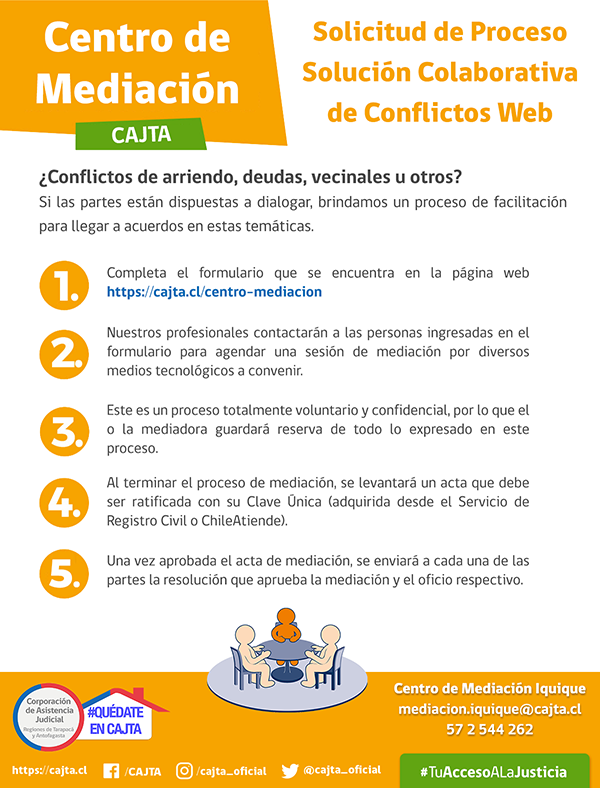 Centro de
Mediación
CAJTA
Solicitud de Proceso
Solución Colaborativa
de Conflictos Web
¿Conflictos de arriendo, deudas, vecinales u otros?
Si las partes están dispuestas a dialogar, brindamos un proceso de facilitación
para llegar a acuerdos en estas temáticas.
1.
Completa el formulario que se encuentra en la página web
https://cajta.cl/centro-mediacion
2.
Nuestros profesionales contactarán a las personas ingresadas en el
formulario para agendar una sesión de mediación por diversos
medios tecnológicos a convenir.
3.
Este es un proceso totalmente voluntario y confidencial, por lo que el
o la mediadora guardará reserva de todo lo expresado en este
proceso.
4.
Al terminar el proceso de mediación, se levantará un acta que debe
ser ratificada con su Clave Única (adquirida desde el Servicio de
Registro Civil o ChileAtiende).
5.
Una vez aprobada el acta de mediación, se enviará a cada una de las
partes la resolución que aprueba la mediación y el oficio respectivo.
Corporación
de Asistencia
Judicial
Regiones de Tarapacá
y Antofagasta
#QUÉDATE
EN CAJTA
Centro de Mediación Iquique
mediacion.iquique@cajta.cl
57 2 544 262
https://cajta.cl
/CAJTA
/cajta_oficial
@cajta_oficial
#TuAccesoALaJusticia